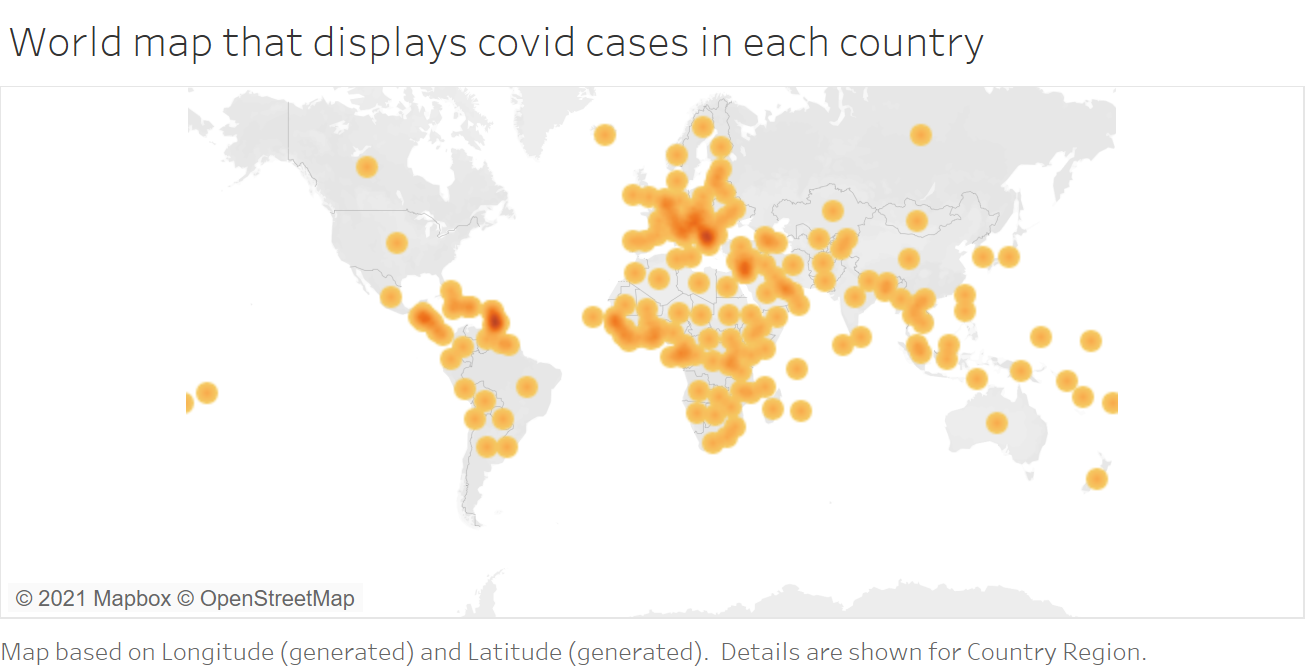 World map that displays covid cases in each country
© 2021 Mapbox © OpenStreetMap
Map based on Longitude (generated) and Latitude (generated).  Details are shown for Country Region.